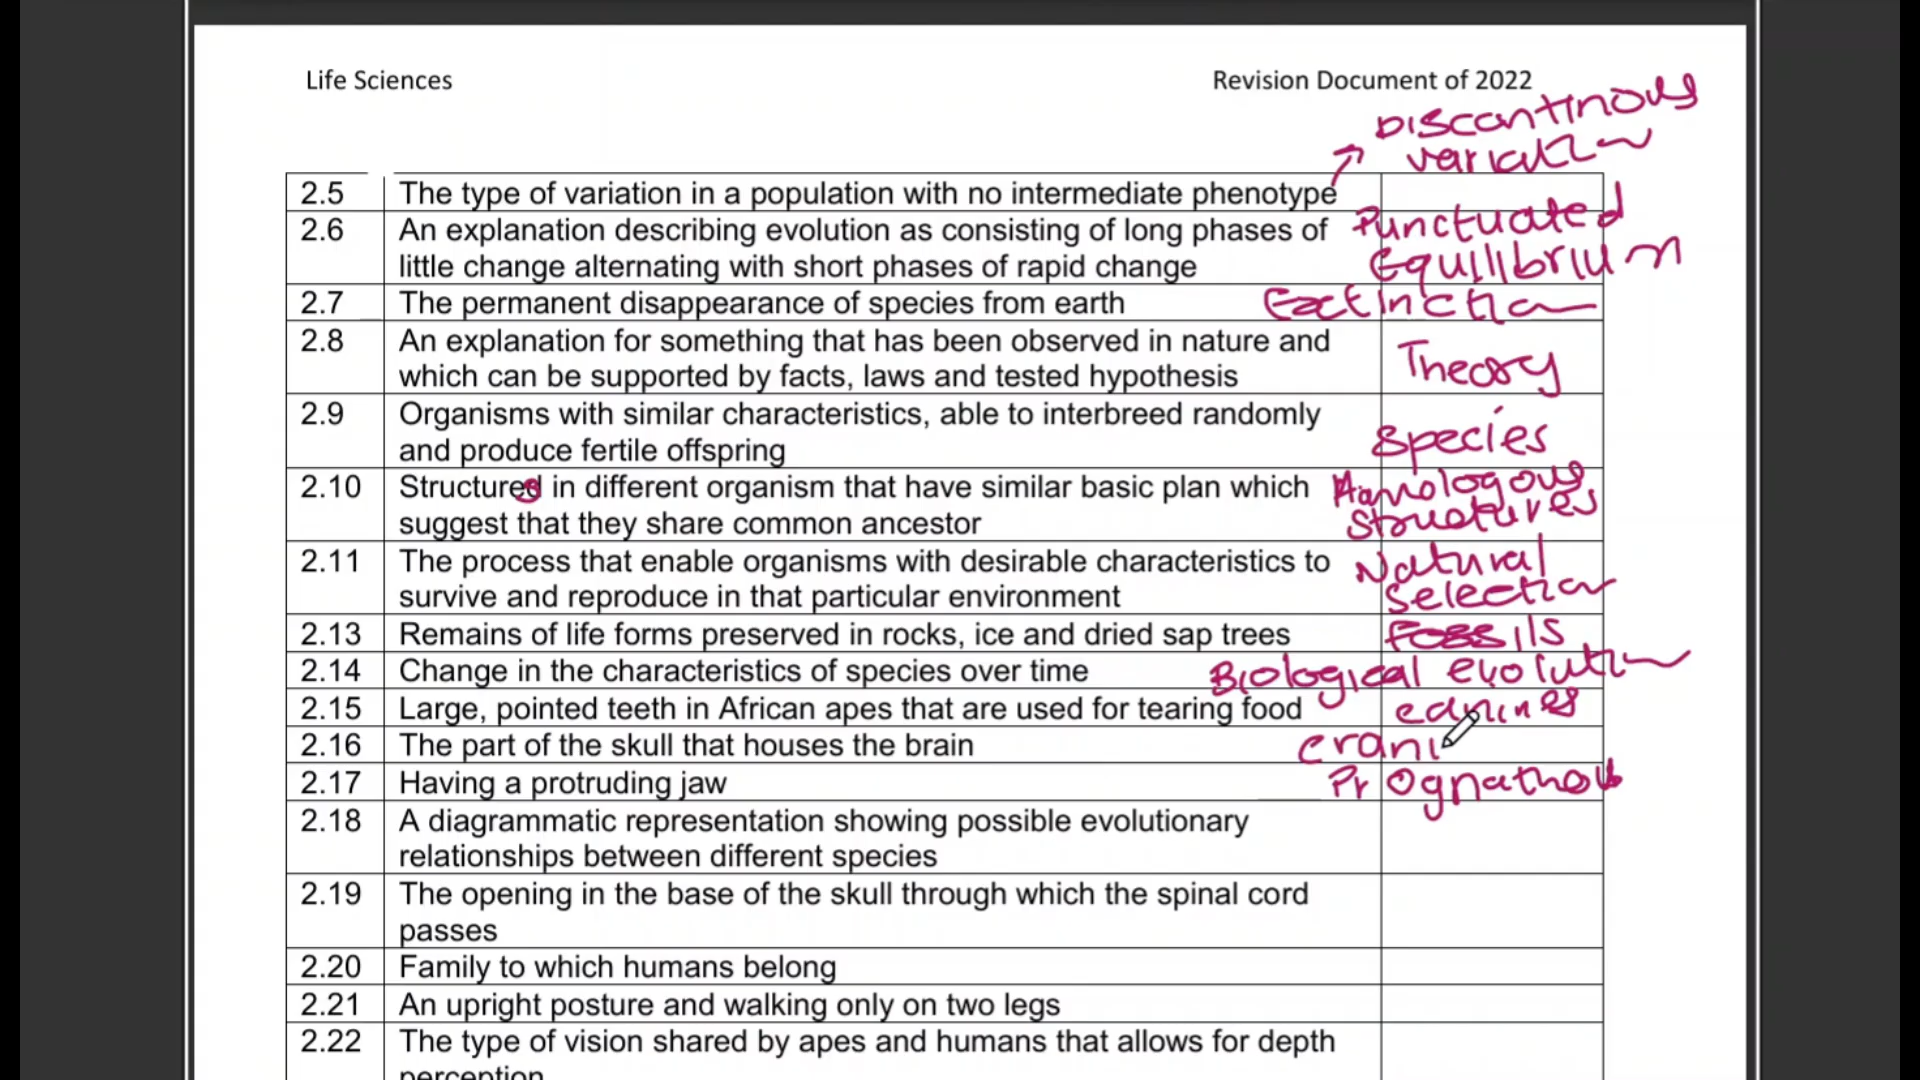 Life Sciences
Revision Document of 2022
Discontinous
variation
2.5 The type of variation in a population with no intermediate phenotype
2.6 An explanation describing evolution as consisting of long phases of
little change alternating with short phases of rapid change
Punctuated
Equilibrium
2.7 The permanent disappearance of species from earth Extinction
2.8 An explanation for something that has been observed in nature and
which can be supported by facts, laws and tested hypothesis
Theory
2.9 Organisms with similar characteristics, able to interbreed randomly
and produce fertile offspring
Species
2.10 Structures in different organism that have similar basic plan which
suggest that they share common ancestor
Homologous
structures
2.11 The process that enable organisms with desirable characteristics to
survive and reproduce in that particular environment
Natural
Selection
2.13 Remains of life forms preserved in rocks, ice and dried sap trees Fossils
2.14 Change in the characteristics of species over time Biological evolution
2.15 Large, pointed teeth in African apes that are used for tearing food canines
2.16 The part of the skull that houses the brain crani
2.17 Having a protruding jaw Prognathous
2.18 A diagrammatic representation showing possible evolutionary
relationships between different species
2.19 The opening in the base of the skull through which the spinal cord
passes
2.20 Family to which humans belong
2.21 An upright posture and walking only on two legs
2.22 The type of vision shared by apes and humans that allows for depth
perception